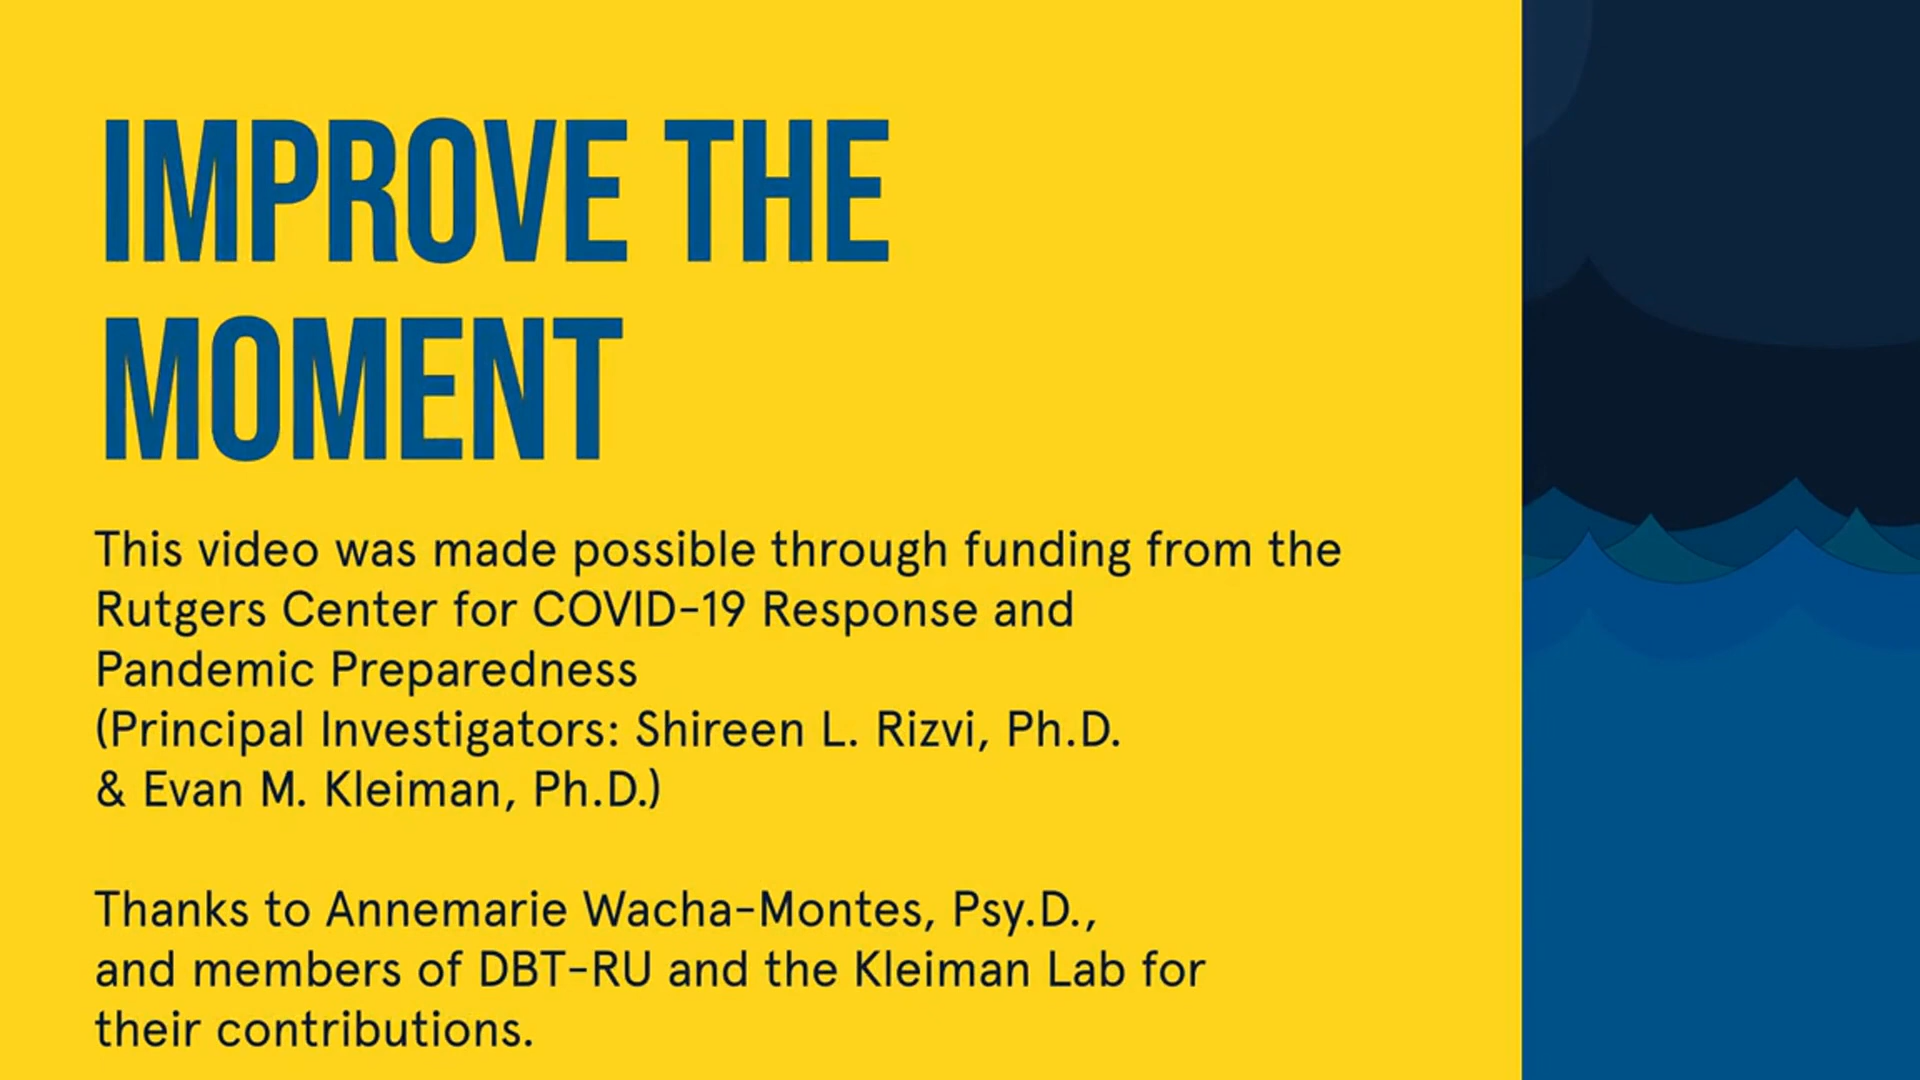 IMPROVE THE
MOMENT
This video was made possible through funding from the
Rutgers Center for COVID-19 Response and
Pandemic Preparedness
(Principal Investigators: Shireen L. Rizvi, Ph.D.
& Evan M. Kleiman, Ph.D.)
Thanks to Annemarie Wacha-Montes, Psy.D.,
and members of DBT-RU and the Kleiman Lab for
their contributions.